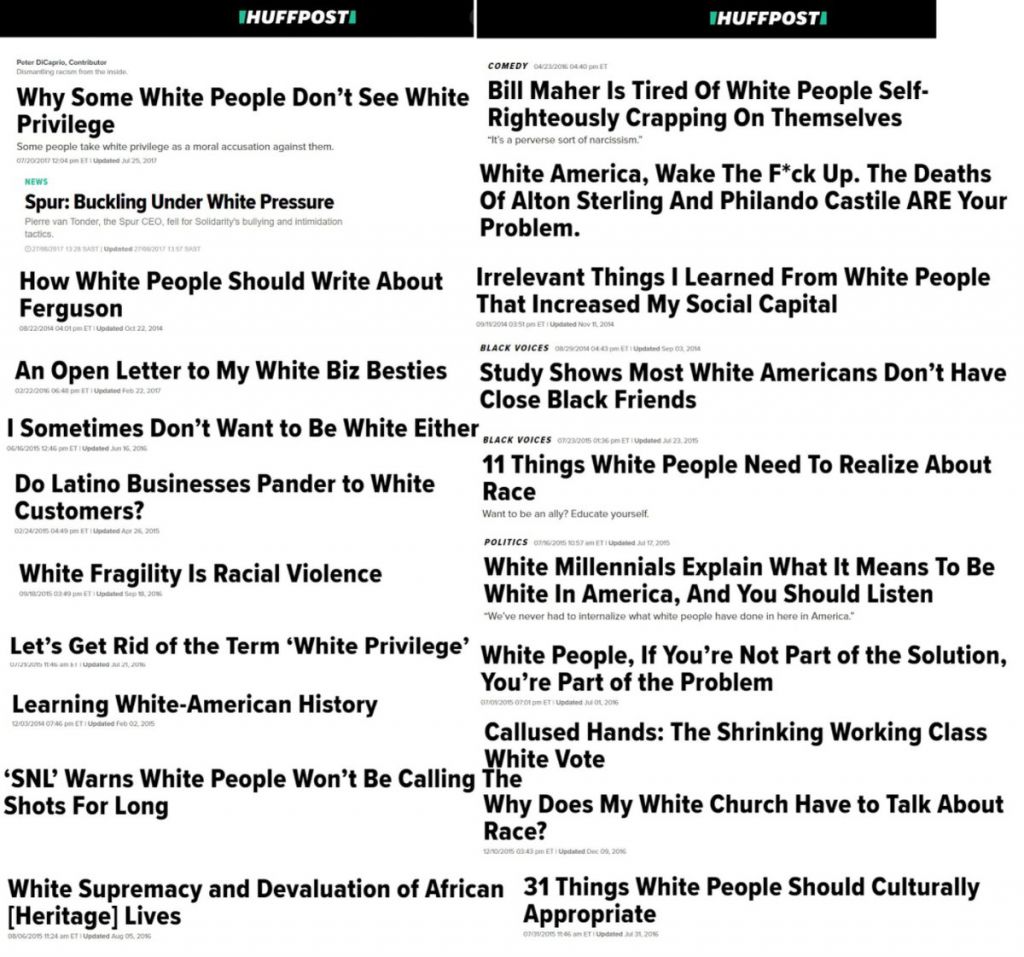 HUFFPOST
Peter DiCaprio, Contributor
Dismantling racism from the inside.
Why Some White People Don't See White
Privilege
Some people take white privilege as a moral accusation against them.
07/20/2017 12:04 pm ET | Updated Jul 25, 2017
NEWS
Spur: Buckling Under White Pressure
Pierre van Tonder, the Spur CEO, fell for Solidarity's bullying and intimidation
tactics.
27/06/2017 13:28 SAST | Updated 27/06/2017 13:57 SAST
How White People Should Write About
Ferguson
08/22/2014 04:01 pm ET | Updated Oct 22, 2014
An Open Letter to My White Biz Besties
02/22/2016 06:48 pm ET | Updated Feb 22, 2017
I Sometimes Don't Want to Be White Either
06/16/2015 12:46 pm ET | Updated Jun 16, 2016
Do Latino Businesses Pander to White
Customers?
02/24/2015 04:49 pm ET | Updated Apr 26, 2015
White Fragility Is Racial Violence
09/18/2015 03:49 pm ET | Updated Sep 18, 2016
Let's Get Rid of the Term 'White Privilege'
07/21/2015 11:46 am ET | Updated Jul 21, 2016
Learning White-American History
12/03/2014 07:46 pm ET | Updated Feb 02, 2015
'SNL' Warns White People Won't Be Calling The
Shots For Long
White Supremacy and Devaluation of African
[Heritage] Lives
08/06/2015 11:24 am ET | Updated Aug 05, 2016
HUFFPOST
COMEDY 04/23/2016 04:40 pm ET
Bill Maher Is Tired Of White People Self-
Righteously Crapping On Themselves
"It's a perverse sort of narcissism."
White America, Wake The F*ck Up. The Deaths
Of Alton Sterling And Philando Castile ARE Your
Problem.
Irrelevant Things I Learned From White People
That Increased My Social Capital
09/11/2014 03:51 pm ET | Updated Nov 11, 2014
BLACK VOICES 08/29/2014 04:43 pm ET | Updated Sep 03, 2014
Study Shows Most White Americans Don't Have
Close Black Friends
BLACK VOICES 07/23/2015 01:36 pm ET | Updated Jul 23, 2015
11 Things White People Need To Realize About
Race
Want to be an ally? Educate yourself.
POLITICS 07/16/2015 10:57 am ET | Updated Jul 17, 2015
White Millennials Explain What It Means To Be
White In America, And You Should Listen
"We've never had to internalize what white people have done in here in America."
White People, If You're Not Part of the Solution,
You're Part of the Problem
07/01/2015 07:01 pm ET | Updated Jul 01, 2016
Callused Hands: The Shrinking Working Class
White Vote
Why Does My White Church Have to Talk About
Race?
12/10/2015 03:43 pm ET | Updated Dec 09, 2016
31 Things White People Should Culturally
Appropriate
07/31/2015 11:46 am ET | Updated Jul 31, 2016